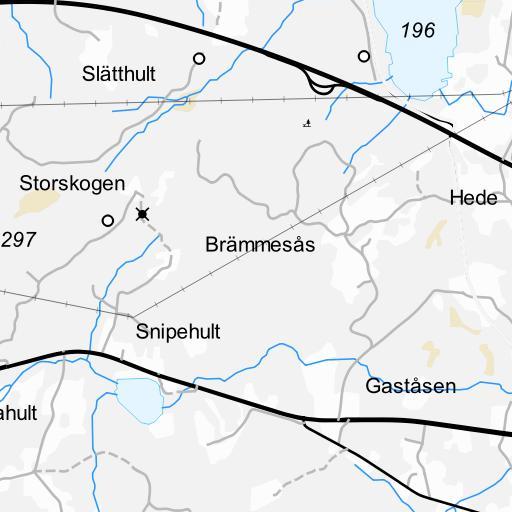 196
Slätthult
Storskogen
Hede
297
Brämmesås
Snipehult
Gaståsen
ahult